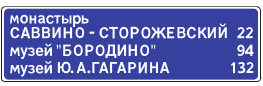 монастырь
САВВИНО - СТОРОЖЕВСКИЙ 22
музей "БОРОДИНО" 94
музей Ю.А.ГАГАРИНА 132